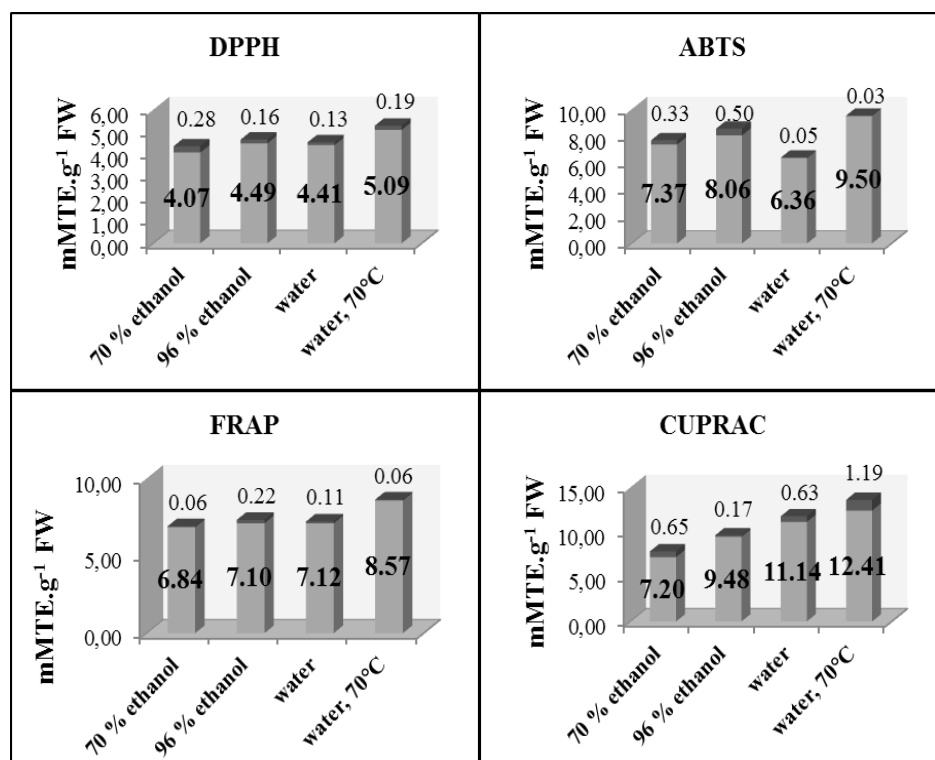 DPPH
mMTE.g⁻¹ FW
6,00
5,00
4,00
3,00
2,00
1,00
0,00
0.28
0.16
0.13
0.19
4.07
4.49
4.41
5.09
70 % ethanol
96 % ethanol
water
water, 70°C
ABTS
mMTE.g⁻¹ FW
10,00
8,00
6,00
4,00
2,00
0,00
0.33
0.50
0.05
0.03
7.37
8.06
6.36
9.50
70 % ethanol
96 % ethanol
water
water, 70°C
FRAP
mMTE.g⁻¹ FW
10,00
5,00
0,00
0.06
0.22
0.11
0.06
6.84
7.10
7.12
8.57
70 % ethanol
96 % ethanol
water
water, 70°C
CUPRAC
mMTE.g⁻¹ FW
15,00
10,00
5,00
0,00
0.65
0.17
0.63
1.19
7.20
9.48
11.14
12.41
70 % ethanol
96 % ethanol
water
water, 70°C